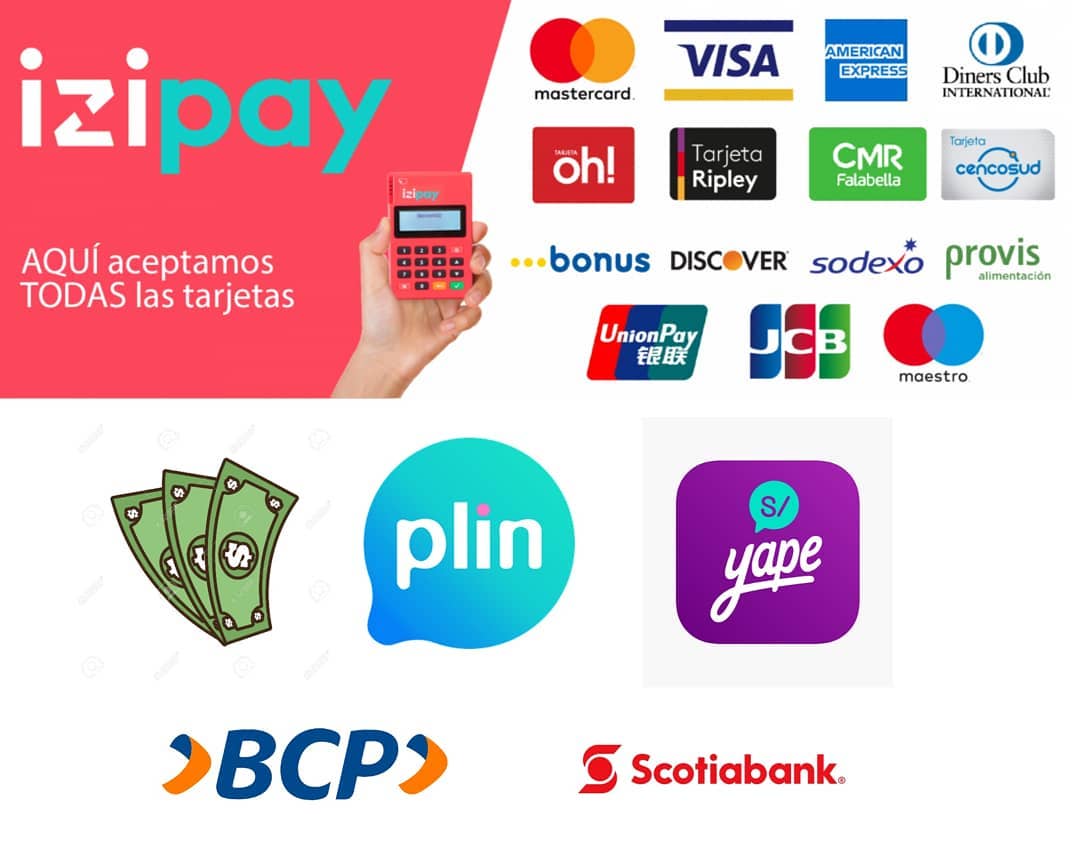 izipay
AQUÍ aceptamos
TODAS las tarjetas
izipay
mastercard.
VISA
AMERICAN
EXPRESS
Diners Club
INTERNATIONAL
TARJETA
oh!
Tarjeta
Ripley
CMR
Falabella
Tarjeta
cencosud
bonus
DISCOVER
sodexo
provis
alimentación
UnionPay
银联
JCB
maestro
plin
S/
yape
BCP
Scotiabank®